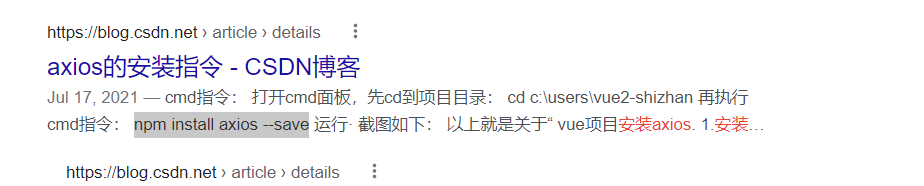 https://blog.csdn.net › article › details
axios的安装指令 - CSDN博客
Jul 17, 2021 — cmd指令： 打开cmd面板，先cd到项目目录： cd c:\users\vue2-shizhan 再执行
cmd指令： npm install axios --save 运行· 截图如下： 以上就是关于“ vue项目安装axios. 1.安装...
https://blog.csdn.net › article › details